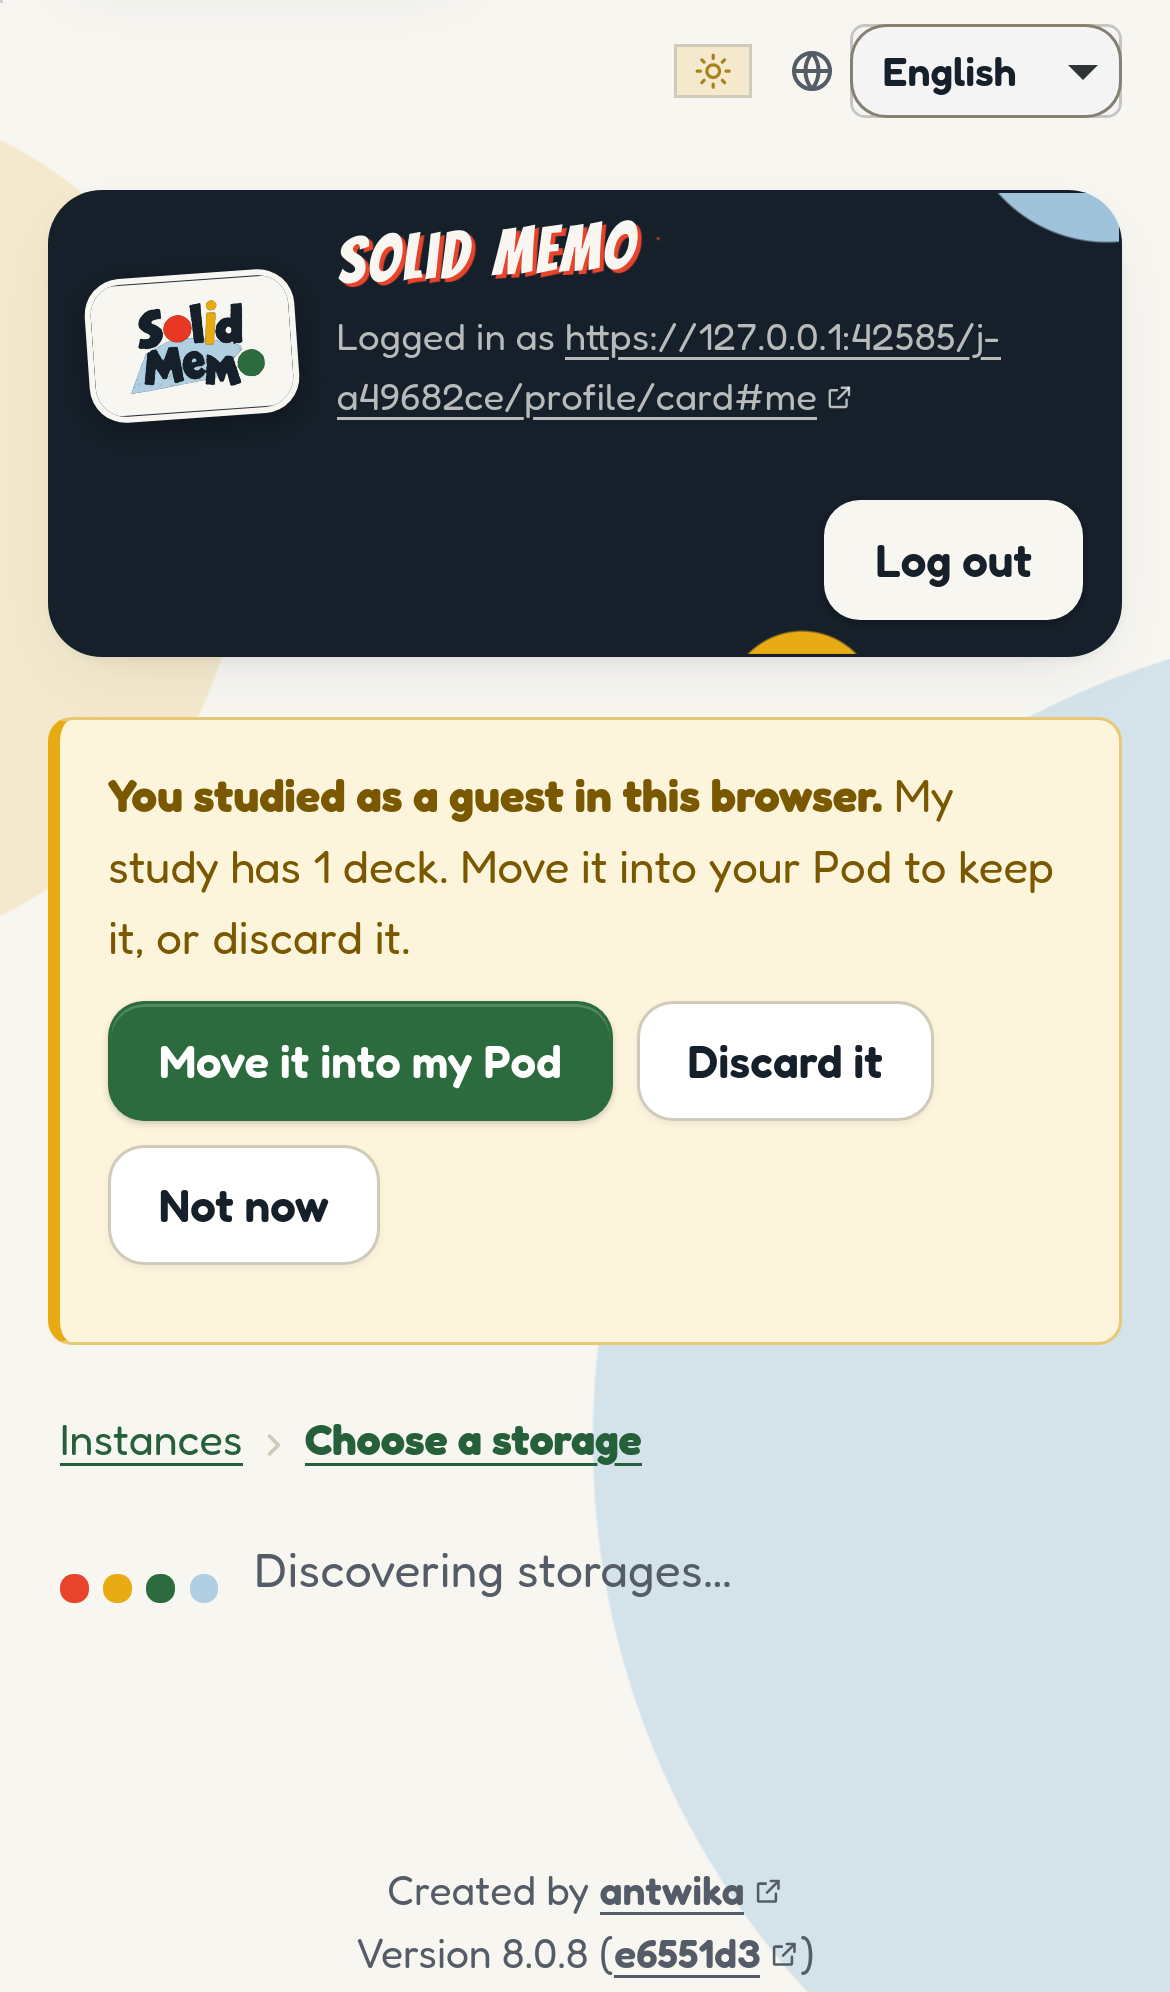 English
SOLID MEMO
Solid
Memo
Logged in as https://127.0.0.1:42585/j-
a49682ce/profile/card#me
Log out
You studied as a guest in this browser. My
study has 1 deck. Move it into your Pod to keep
it, or discard it.
Move it into my Pod
Discard it
Not now
Instances
Choose a storage
Discovering storages...
Created by antwika
Version 8.0.8 (e6551d3)